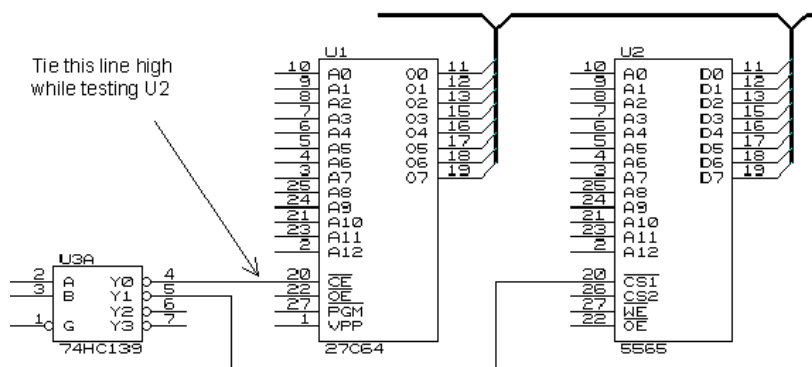 Tie this line high
while testing U2
U1
10 A0 O0 11
9 A1 O1 12
8 A2 O2 13
7 A3 O3 15
6 A4 O4 16
5 A5 O5 17
4 A6 O6 18
3 A7 O7 19
25 A8
24 A9
21 A10
23 A11
2 A12
20 CE
22 OE
27 PGM
1 VPP
27C64
U2
10 A0 D0 11
9 A1 D1 12
8 A2 D2 13
7 A3 D3 15
6 A4 D4 16
5 A5 D5 17
4 A6 D6 18
3 A7 D7 19
25 A8
24 A9
21 A10
23 A11
2 A12
20 CS1
26 CS2
27 WE
22 OE
5565
U3A
2 A Y0 4
3 B Y1 5
Y2 6
1 G Y3 7
74HC139